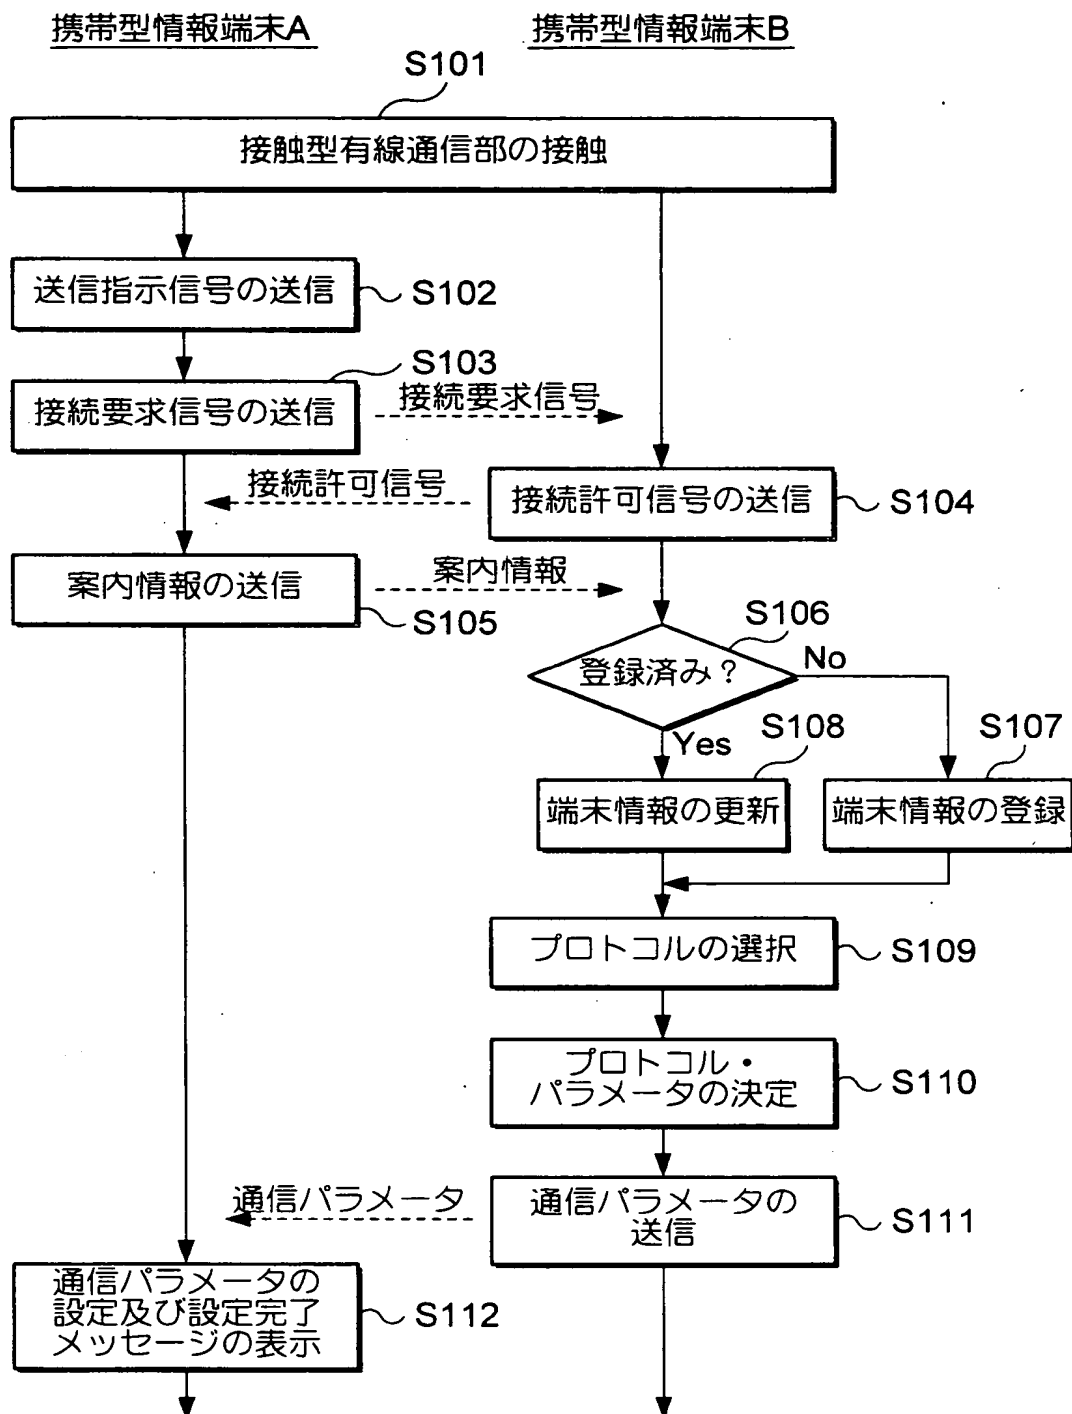 携帯型情報端末A
携帯型情報端末B
S101
接触型有線通信部の接触
送信指示信号の送信
S102
S103
接続要求信号の送信
接続要求信号
接続許可信号
接続許可信号の送信
S104
案内情報の送信
案内情報
S105
S106
登録済み？
No
Yes
S108
S107
端末情報の更新
端末情報の登録
プロトコルの選択
S109
プロトコル・
パラメータの決定
S110
通信パラメータ
通信パラメータの
送信
S111
通信パラメータの
設定及び設定完了
メッセージの表示
S112